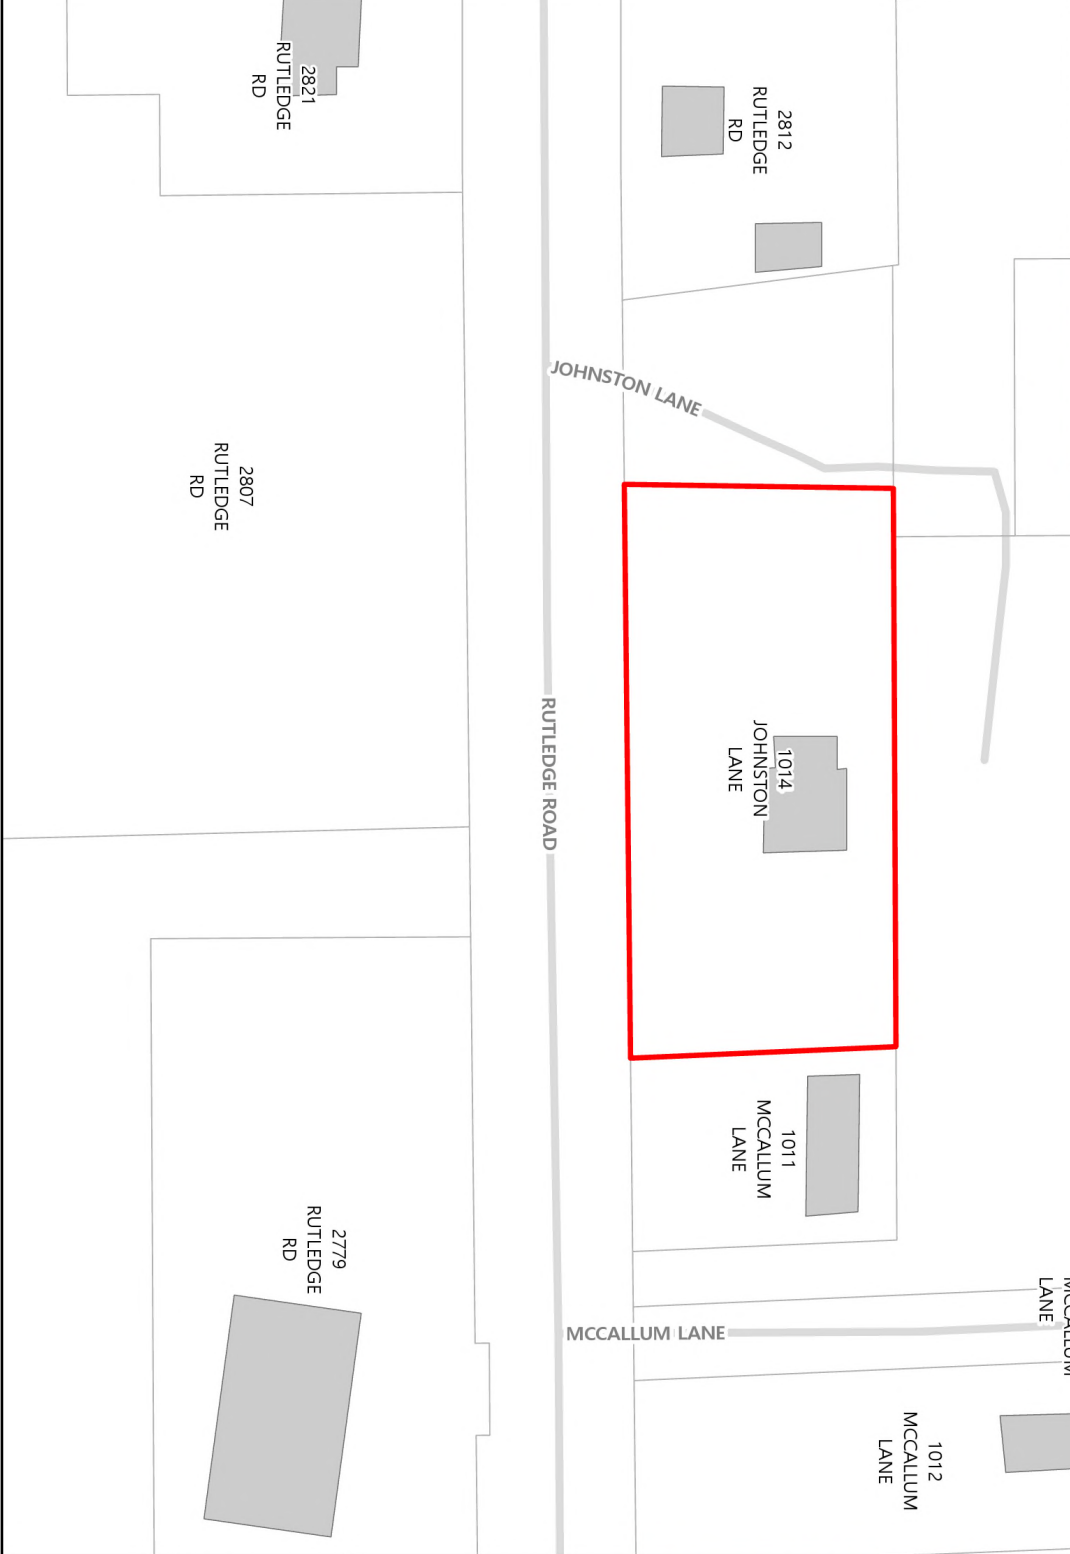 2821
RUTLEDGE
RD
2812
RUTLEDGE
RD
JOHNSTON LANE
2807
RUTLEDGE
RD
RUTLEDGE ROAD
1014
JOHNSTON
LANE
1011
MCCALLUM
LANE
2779
RUTLEDGE
RD
MCCALLUM LANE
MCCALLUM
LANE
1012
MCCALLUM
LANE